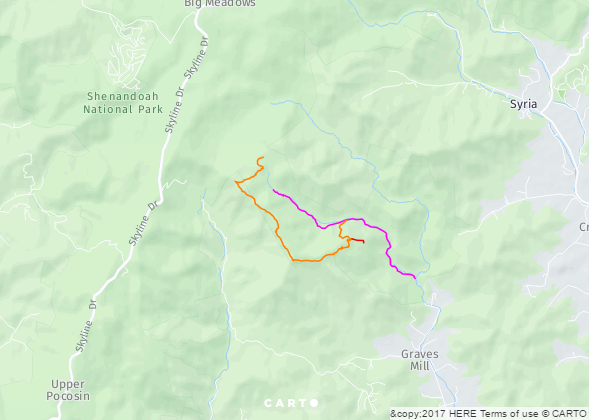 Big Meadows
Skyline Dr
Skyline Dr
Shenandoah
National Park
Syria
Skyline Dr
Skyline Dr
Graves
Mill
Upper
Pocosin
CARTO
&copy;2017 HERE Terms of use © CARTO